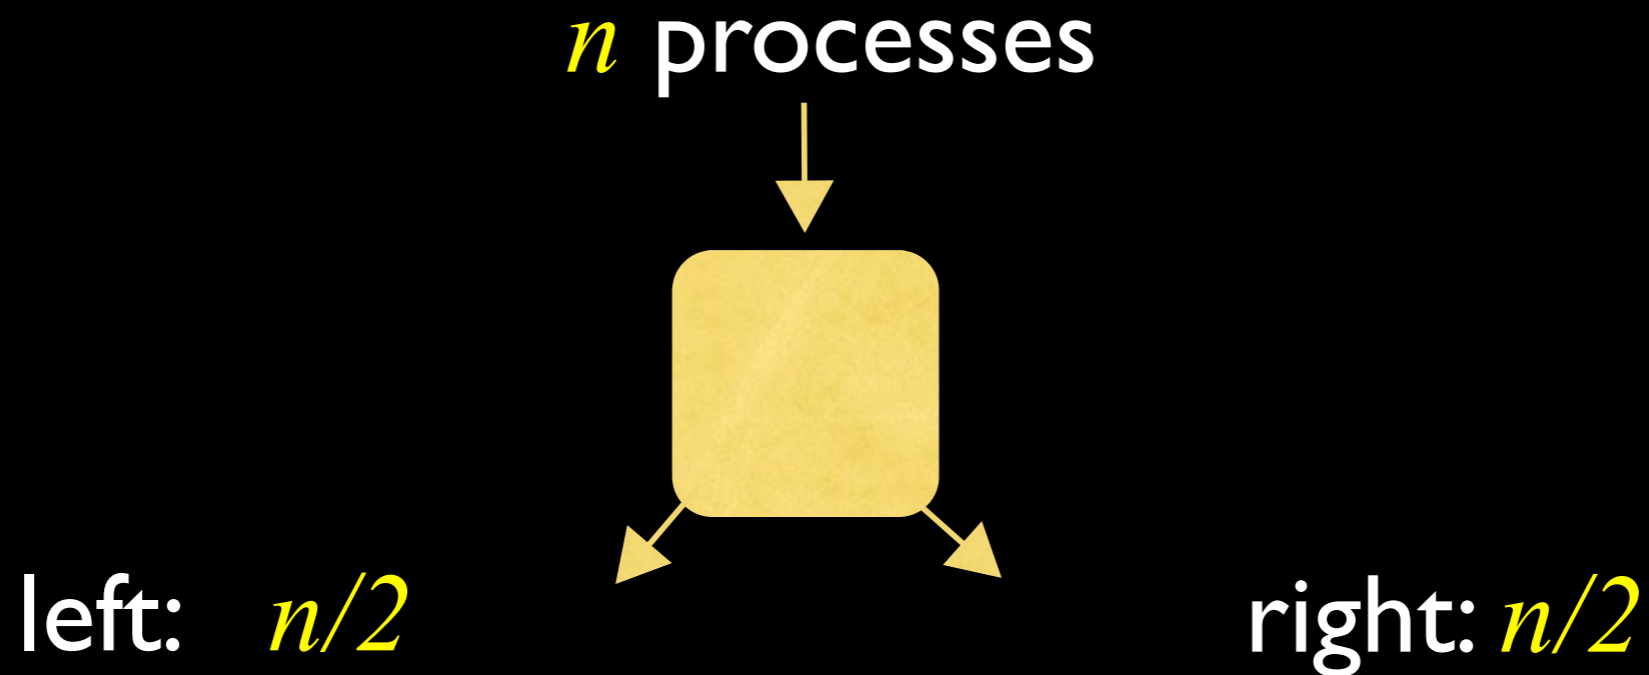 n processes
left: n/2
right: n/2